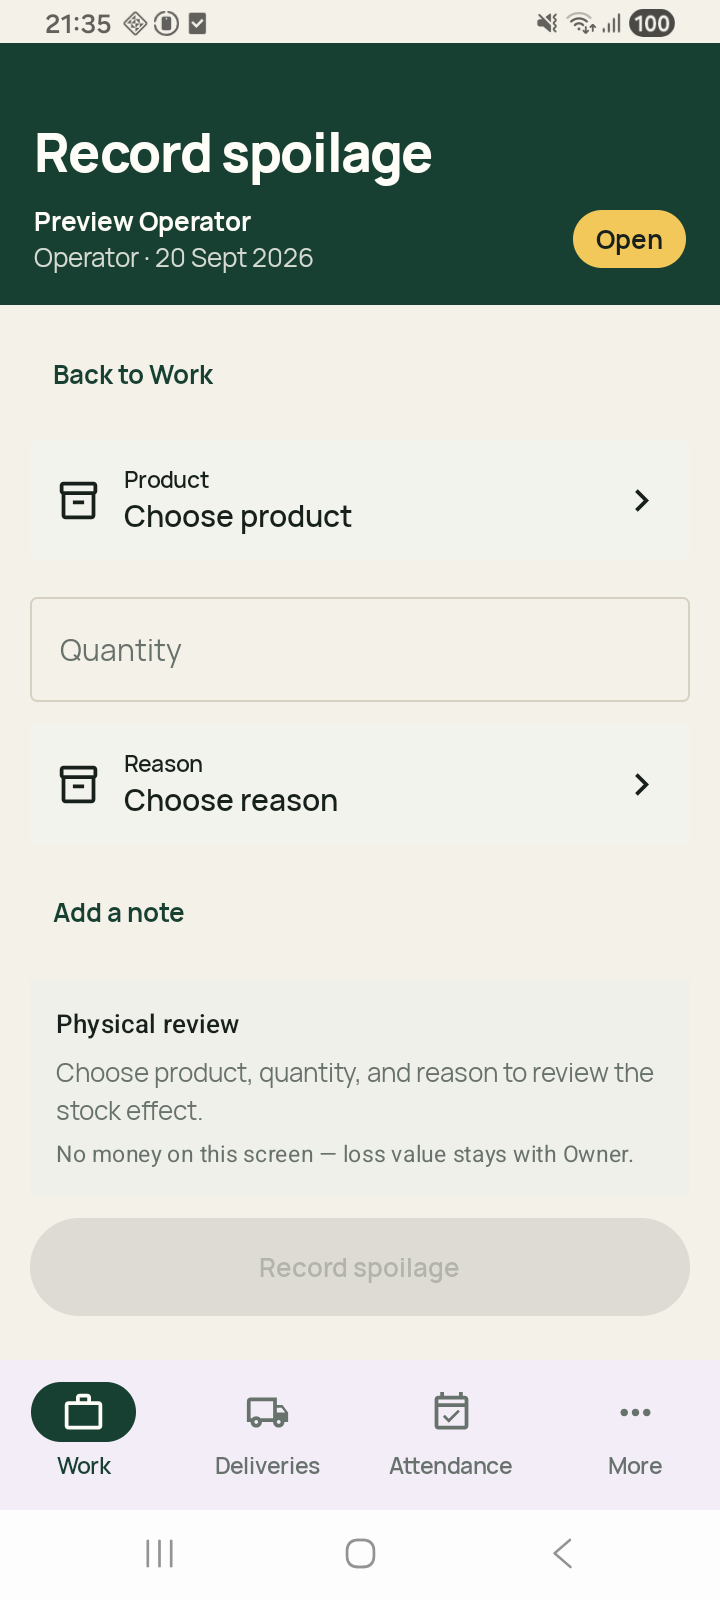 21:35
100
Record spoilage
Preview Operator
Operator · 20 Sept 2026
Open
Back to Work
Product
Choose product
Quantity
Reason
Choose reason
Add a note
Physical review
Choose product, quantity, and reason to review the
stock effect.
No money on this screen — loss value stays with Owner.
Record spoilage
Work
Deliveries
Attendance
More